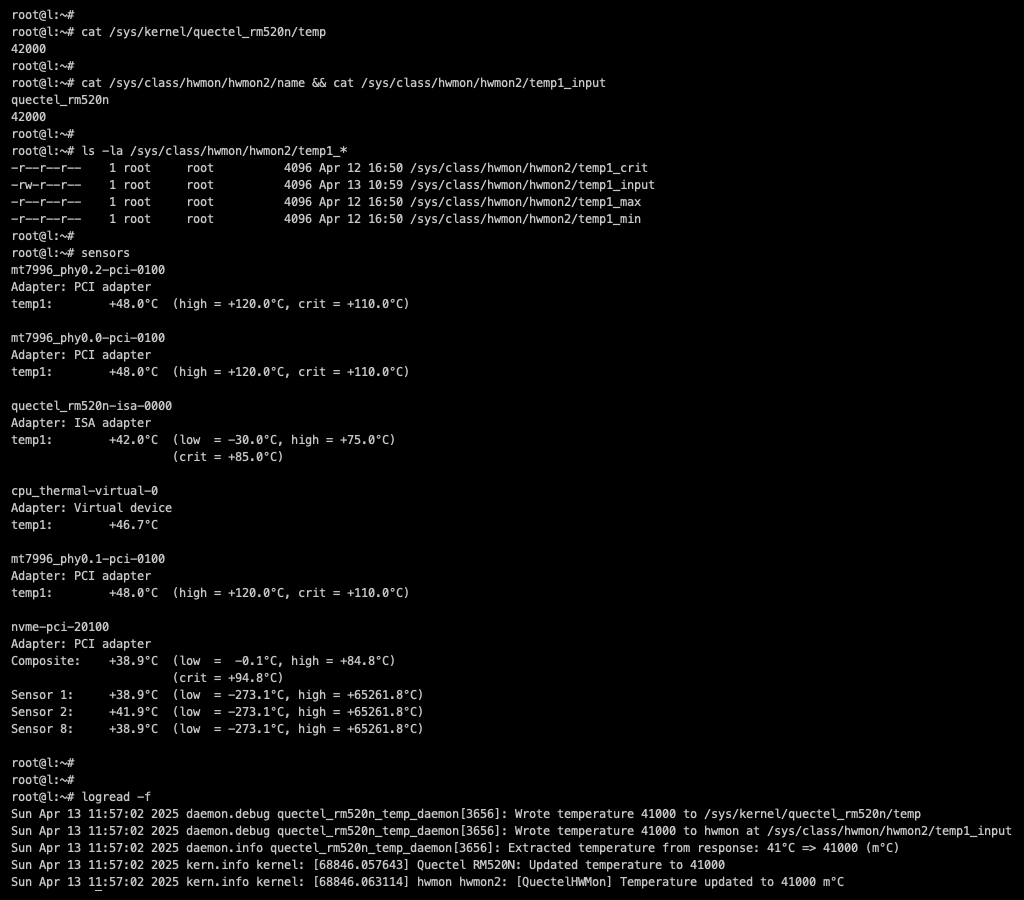 root@l:~#
root@l:~# cat /sys/kernel/quectel_rm520n/temp
42000
root@l:~#
root@l:~# cat /sys/class/hwmon/hwmon2/name && cat /sys/class/hwmon/hwmon2/temp1_input
quectel_rm520n
42000
root@l:~#
root@l:~# ls -la /sys/class/hwmon/hwmon2/temp1_*
-r--r--r--    1 root     root          4096 Apr 12 16:50 /sys/class/hwmon/hwmon2/temp1_crit
-rw-r--r--    1 root     root          4096 Apr 13 10:59 /sys/class/hwmon/hwmon2/temp1_input
-r--r--r--    1 root     root          4096 Apr 12 16:50 /sys/class/hwmon/hwmon2/temp1_max
-r--r--r--    1 root     root          4096 Apr 12 16:50 /sys/class/hwmon/hwmon2/temp1_min
root@l:~#
root@l:~# sensors
mt7996_phy0.2-pci-0100
Adapter: PCI adapter
temp1:        +48.0°C  (high = +120.0°C, crit = +110.0°C)

mt7996_phy0.0-pci-0100
Adapter: PCI adapter
temp1:        +48.0°C  (high = +120.0°C, crit = +110.0°C)

quectel_rm520n-isa-0000
Adapter: ISA adapter
temp1:        +42.0°C  (low  = -30.0°C, high = +75.0°C)
                       (crit = +85.0°C)

cpu_thermal-virtual-0
Adapter: Virtual device
temp1:        +46.7°C

mt7996_phy0.1-pci-0100
Adapter: PCI adapter
temp1:        +48.0°C  (high = +120.0°C, crit = +110.0°C)

nvme-pci-20100
Adapter: PCI adapter
Composite:    +38.9°C  (low  =  -0.1°C, high = +84.8°C)
                       (crit = +94.8°C)
Sensor 1:     +38.9°C  (low  = -273.1°C, high = +65261.8°C)
Sensor 2:     +41.9°C  (low  = -273.1°C, high = +65261.8°C)
Sensor 8:     +38.9°C  (low  = -273.1°C, high = +65261.8°C)

root@l:~#
root@l:~#
root@l:~# logread -f
Sun Apr 13 11:57:02 2025 daemon.debug quectel_rm520n_temp_daemon[3656]: Wrote temperature 41000 to /sys/kernel/quectel_rm520n/temp
Sun Apr 13 11:57:02 2025 daemon.debug quectel_rm520n_temp_daemon[3656]: Wrote temperature 41000 to hwmon at /sys/class/hwmon/hwmon2/temp1_input
Sun Apr 13 11:57:02 2025 daemon.info quectel_rm520n_temp_daemon[3656]: Extracted temperature from response: 41°C => 41000 (m°C)
Sun Apr 13 11:57:02 2025 kern.info kernel: [68846.057643] Quectel RM520N: Updated temperature to 41000
Sun Apr 13 11:57:02 2025 kern.info kernel: [68846.063114] hwmon hwmon2: [QuectelHWMon] Temperature updated to 41000 m°C